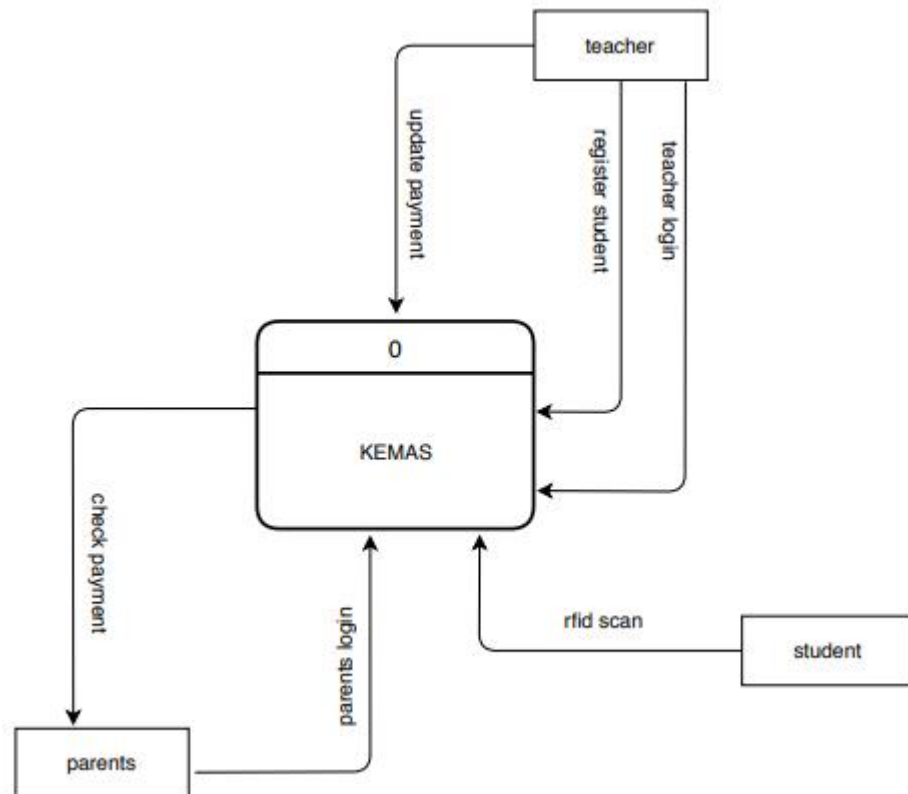 teacher
update payment
register student
teacher login
0
KEMAS
check payment
parents login
rfid scan
student
parents